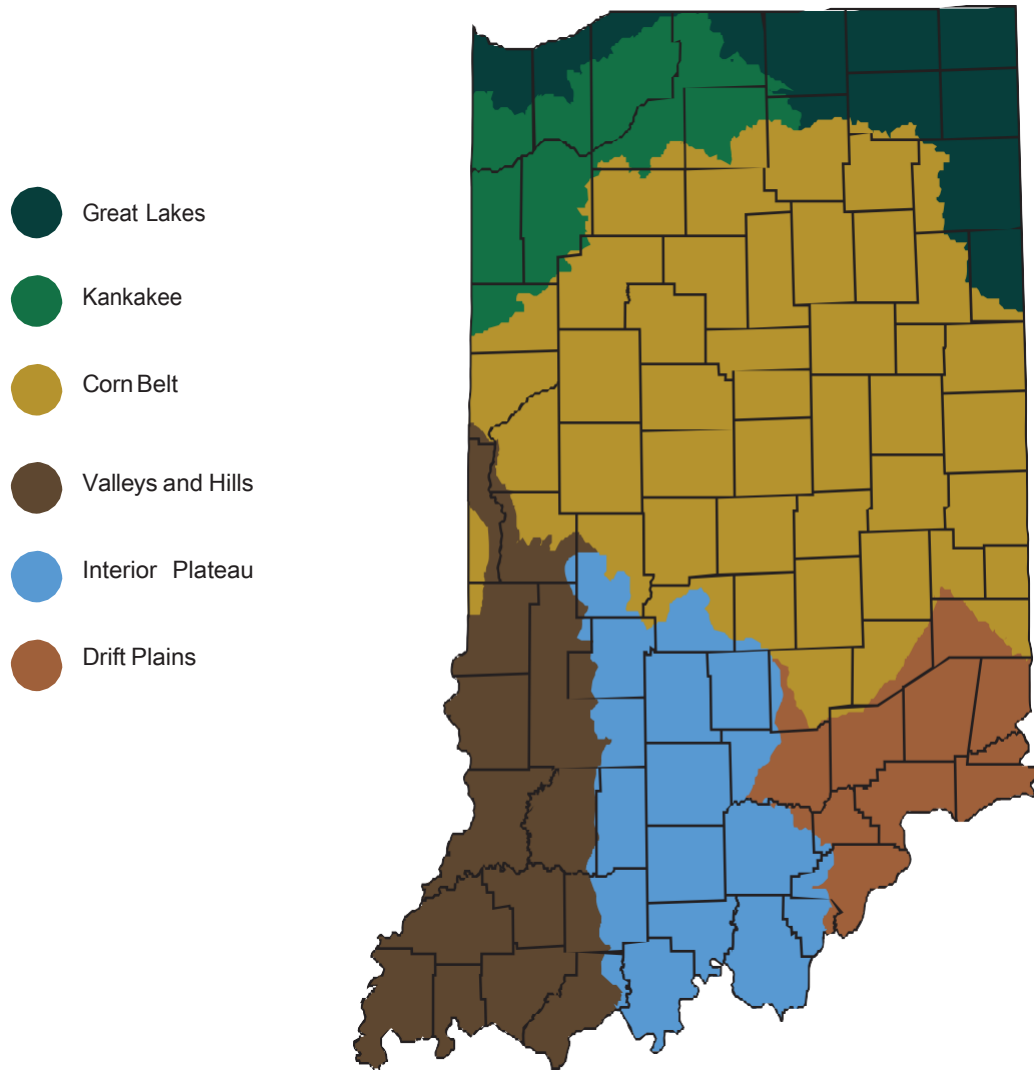 Great Lakes
Kankakee
Corn Belt
Valleys and Hills
Interior Plateau
Drift Plains